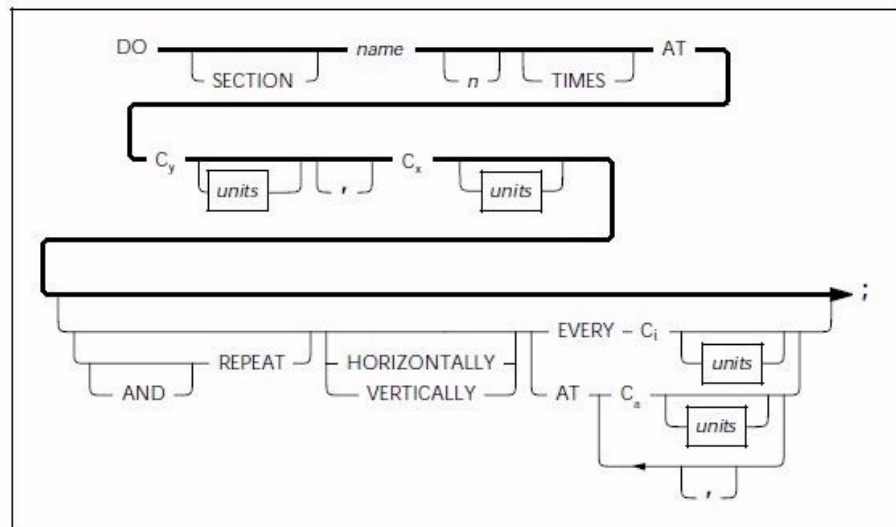 DO name AT
SECTION n TIMES
Cy Cx
units , units
;
EVERY – Ci
REPEAT HORIZONTALLY units
AND VERTICALLY AT Ca
units
,